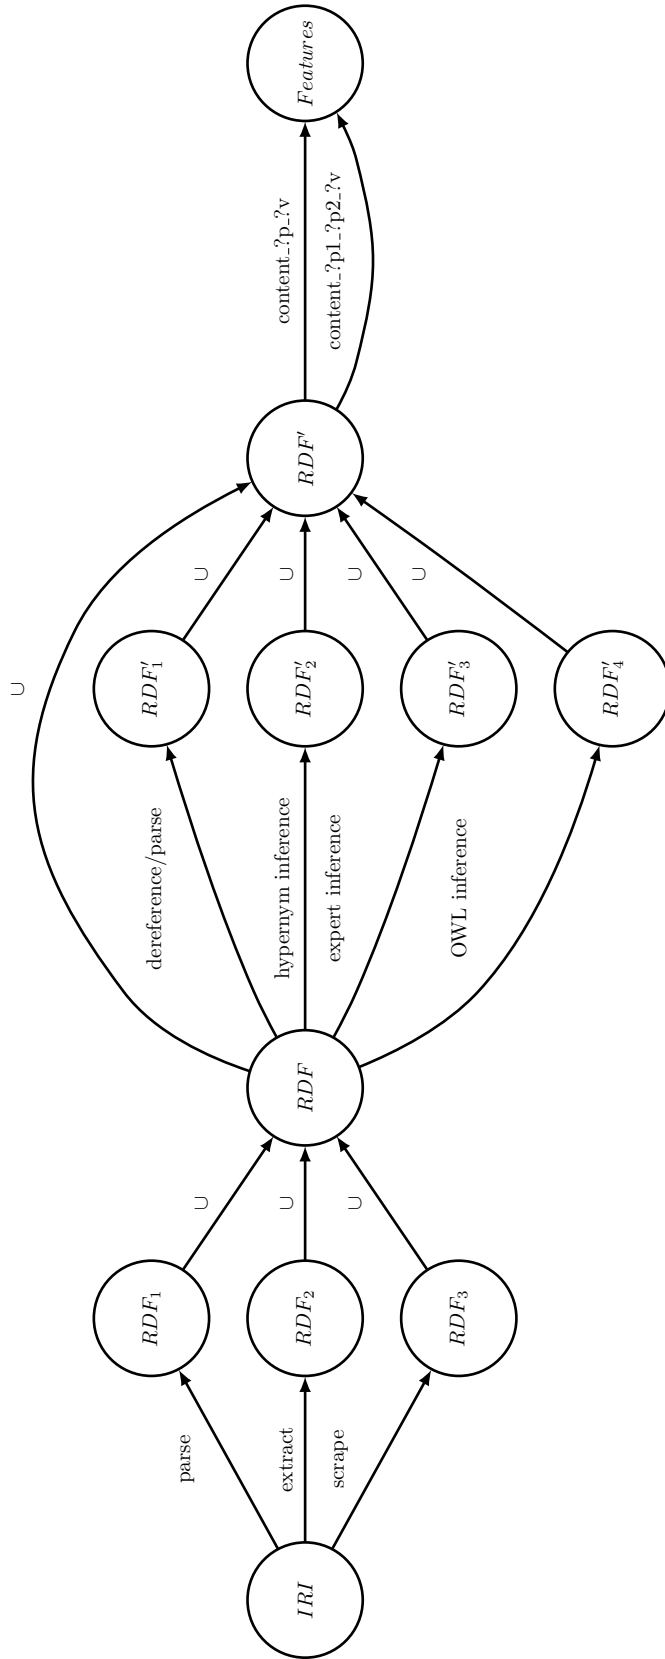 IRI
parse
extract
scrape
RDF₁
RDF₂
RDF₃
∪
∪
∪
RDF
dereference/parse
hypernym inference
expert inference
OWL inference
∪
RDF′₁
RDF′₂
RDF′₃
RDF′₄
∪
∪
∪
∪
RDF′
content_?p_?v
content_?p1_?p2_?v
Features